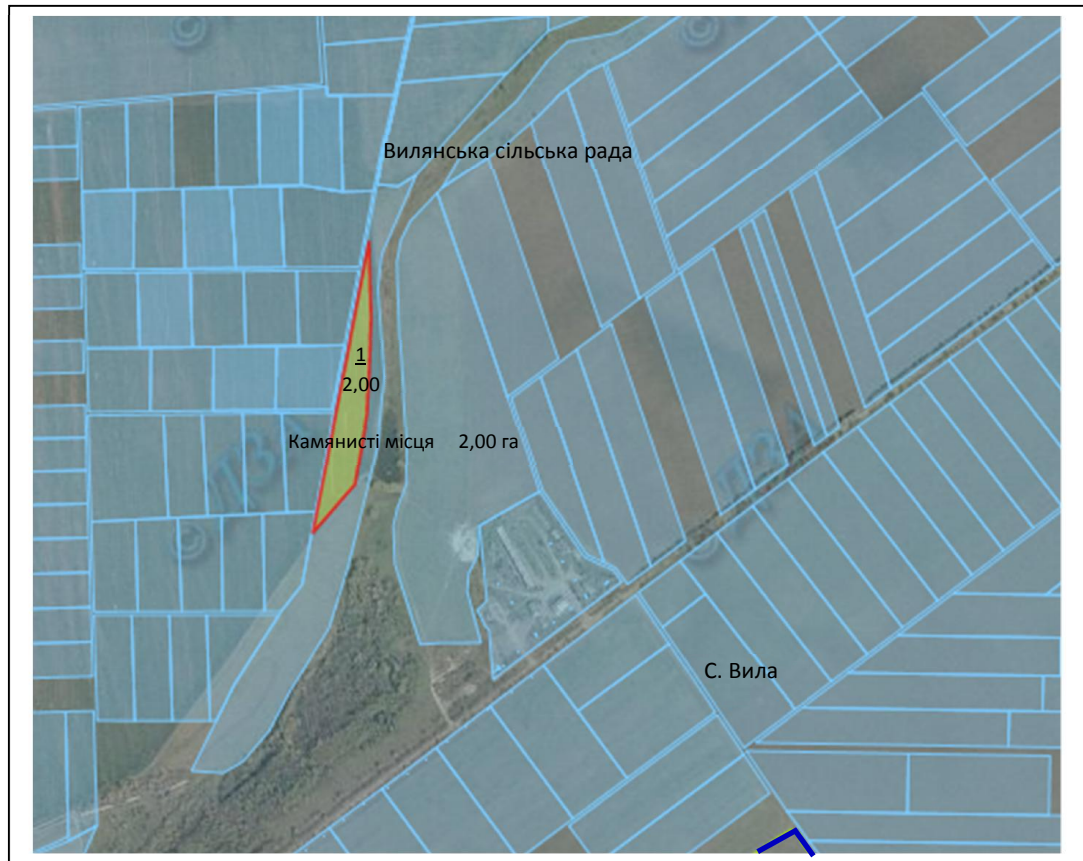 Вилянська сільська рада
1
2,00
Камянисті місця 2,00 га
С. Вила